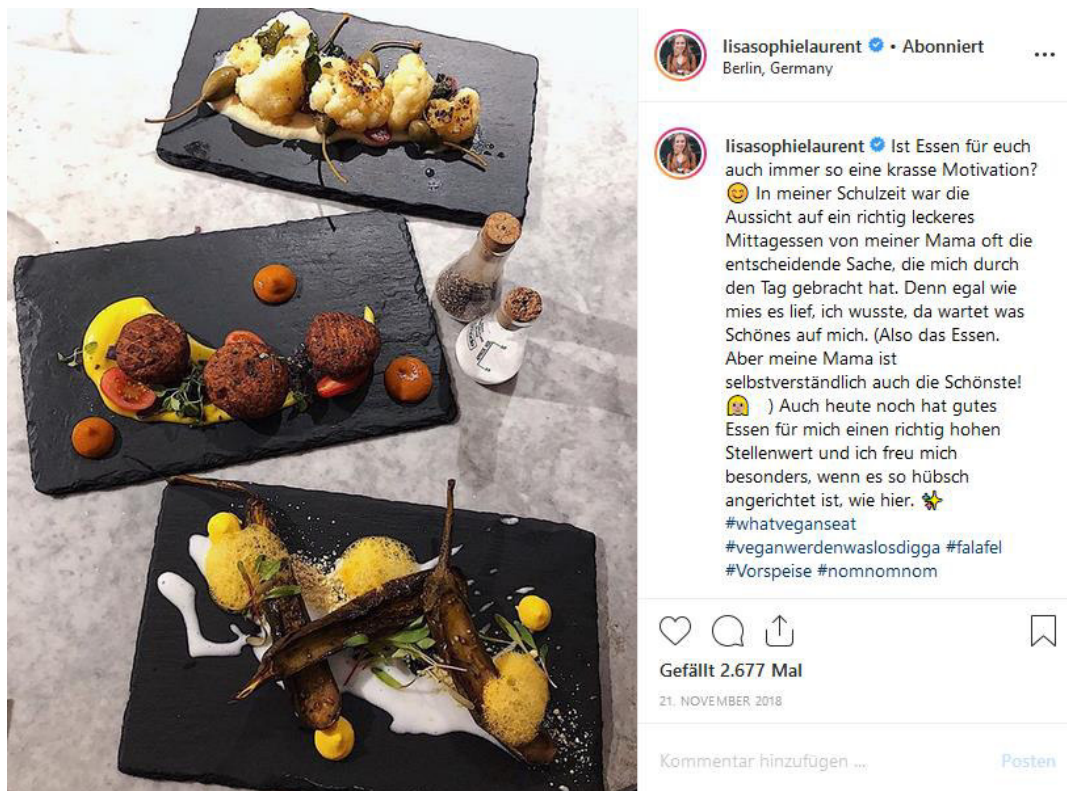 lisasophielaurent • Abonniert
Berlin, Germany
lisasophielaurent Ist Essen für euch
auch immer so eine krasse Motivation?
😊 In meiner Schulzeit war die
Aussicht auf ein richtig leckeres
Mittagessen von meiner Mama oft die
entscheidende Sache, die mich durch
den Tag gebracht hat. Denn egal wie
mies es lief, ich wusste, da wartet was
Schönes auf mich. (Also das Essen.
Aber meine Mama ist
selbstverständlich auch die Schönste!
👱‍♀️ ) Auch heute noch hat gutes
Essen für mich einen richtig hohen
Stellenwert und ich freu mich
besonders, wenn es so hübsch
angerichtet ist, wie hier. ✨
#whatveganseat
#veganwerdenwaslosdigga #falafel
#Vorspeise #nomnomnom
Gefällt 2.677 Mal
21. NOVEMBER 2018
Kommentar hinzufügen ...
Posten